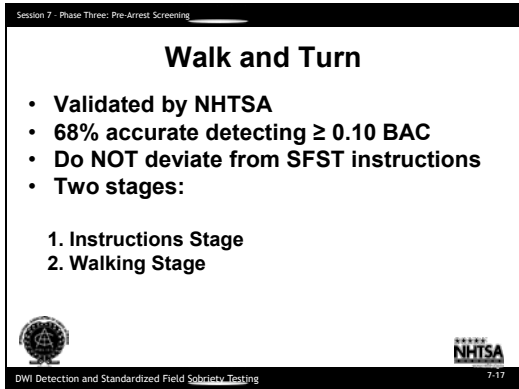 Session 7 - Phase Three: Pre-Arrest Screening
Walk and Turn
• Validated by NHTSA
• 68% accurate detecting ≥ 0.10 BAC
• Do NOT deviate from SFST instructions
• Two stages:
1. Instructions Stage
2. Walking Stage
NHTSA
DWI Detection and Standardized Field Sobriety Testing
7-17